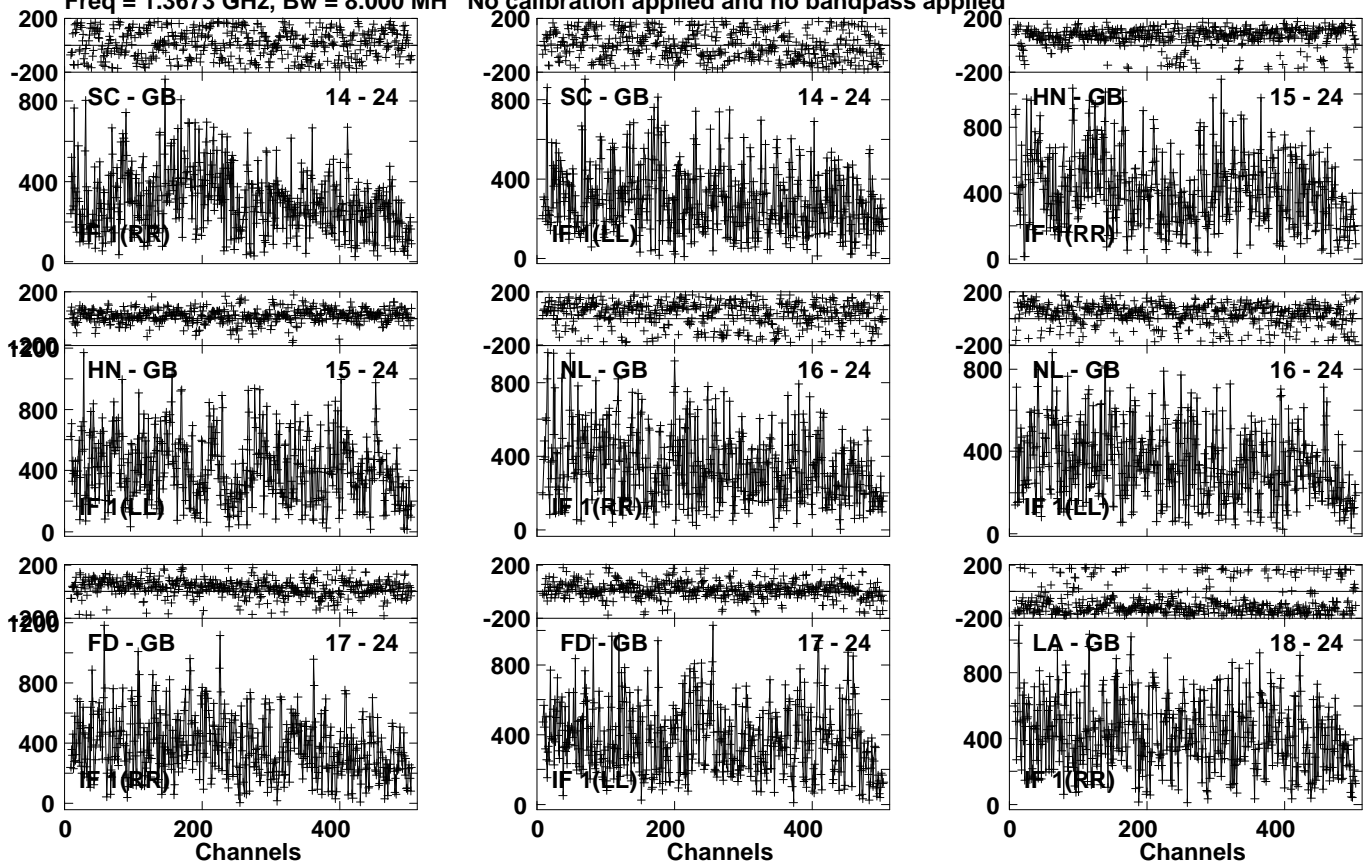 Freq = 1.3673 GHz, Bw = 8.000 MH No calibration applied and no bandpass applied
200
-200
800
400
0
SC - GB 14 - 24
IF 1(RR)
200
-200
800
400
0
SC - GB 14 - 24
IF 1(LL)
200
-200
800
400
0
HN - GB 15 - 24
IF 1(RR)
200
-200
1200
800
400
0
HN - GB 15 - 24
IF 1(LL)
200
-200
800
400
0
NL - GB 16 - 24
IF 1(RR)
200
-200
800
400
0
NL - GB 16 - 24
IF 1(LL)
200
-200
1200
800
400
0
FD - GB 17 - 24
IF 1(RR)
0 200 400
Channels
200
-200
800
400
0
FD - GB 17 - 24
IF 1(LL)
0 200 400
Channels
200
-200
800
400
0
LA - GB 18 - 24
IF 1(RR)
0 200 400
Channels